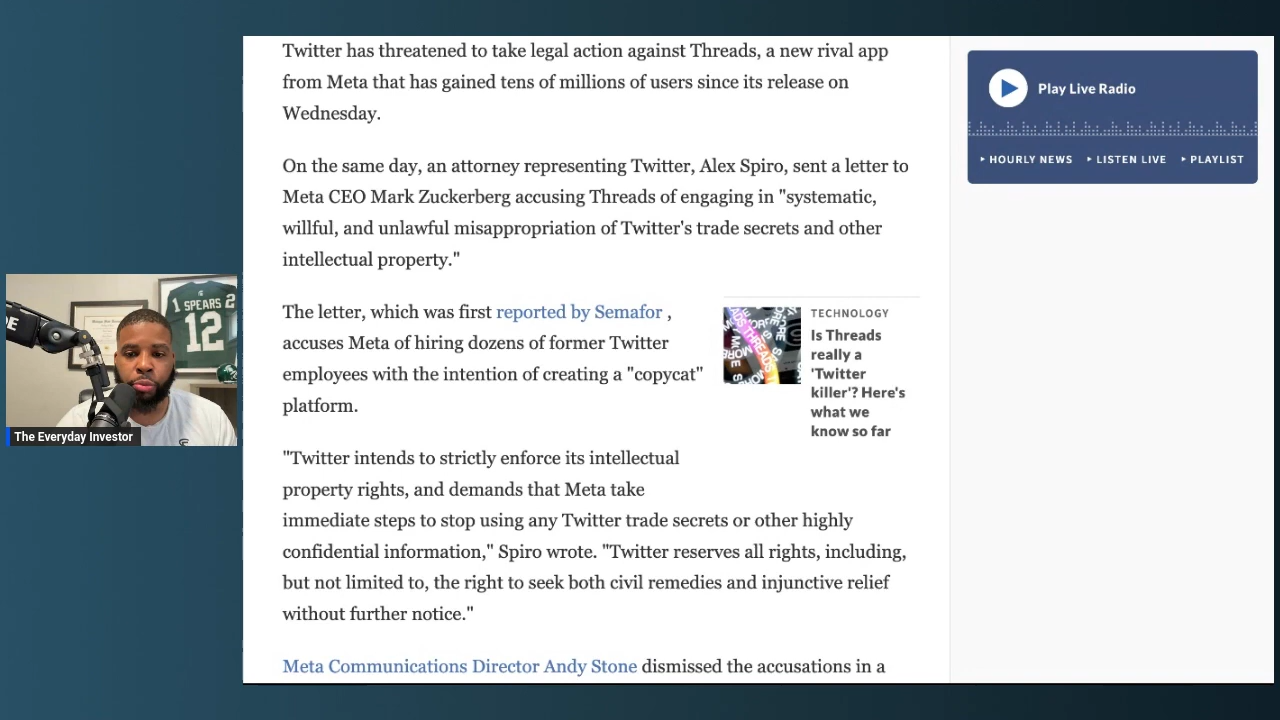 Twitter has threatened to take legal action against Threads, a new rival app
from Meta that has gained tens of millions of users since its release on
Wednesday.
On the same day, an attorney representing Twitter, Alex Spiro, sent a letter to
Meta CEO Mark Zuckerberg accusing Threads of engaging in "systematic,
willful, and unlawful misappropriation of Twitter's trade secrets and other
intellectual property."
The letter, which was first reported by Semafor ,
accuses Meta of hiring dozens of former Twitter
employees with the intention of creating a "copycat"
platform.
TECHNOLOGY
Is Threads
really a
'Twitter
killer'? Here's
what we
know so far
"Twitter intends to strictly enforce its intellectual
property rights, and demands that Meta take
immediate steps to stop using any Twitter trade secrets or other highly
confidential information," Spiro wrote. "Twitter reserves all rights, including,
but not limited to, the right to seek both civil remedies and injunctive relief
without further notice."
Meta Communications Director Andy Stone dismissed the accusations in a
Play Live Radio
HOURLY NEWS
LISTEN LIVE
PLAYLIST
1 SPEARS 2
12
The Everyday Investor